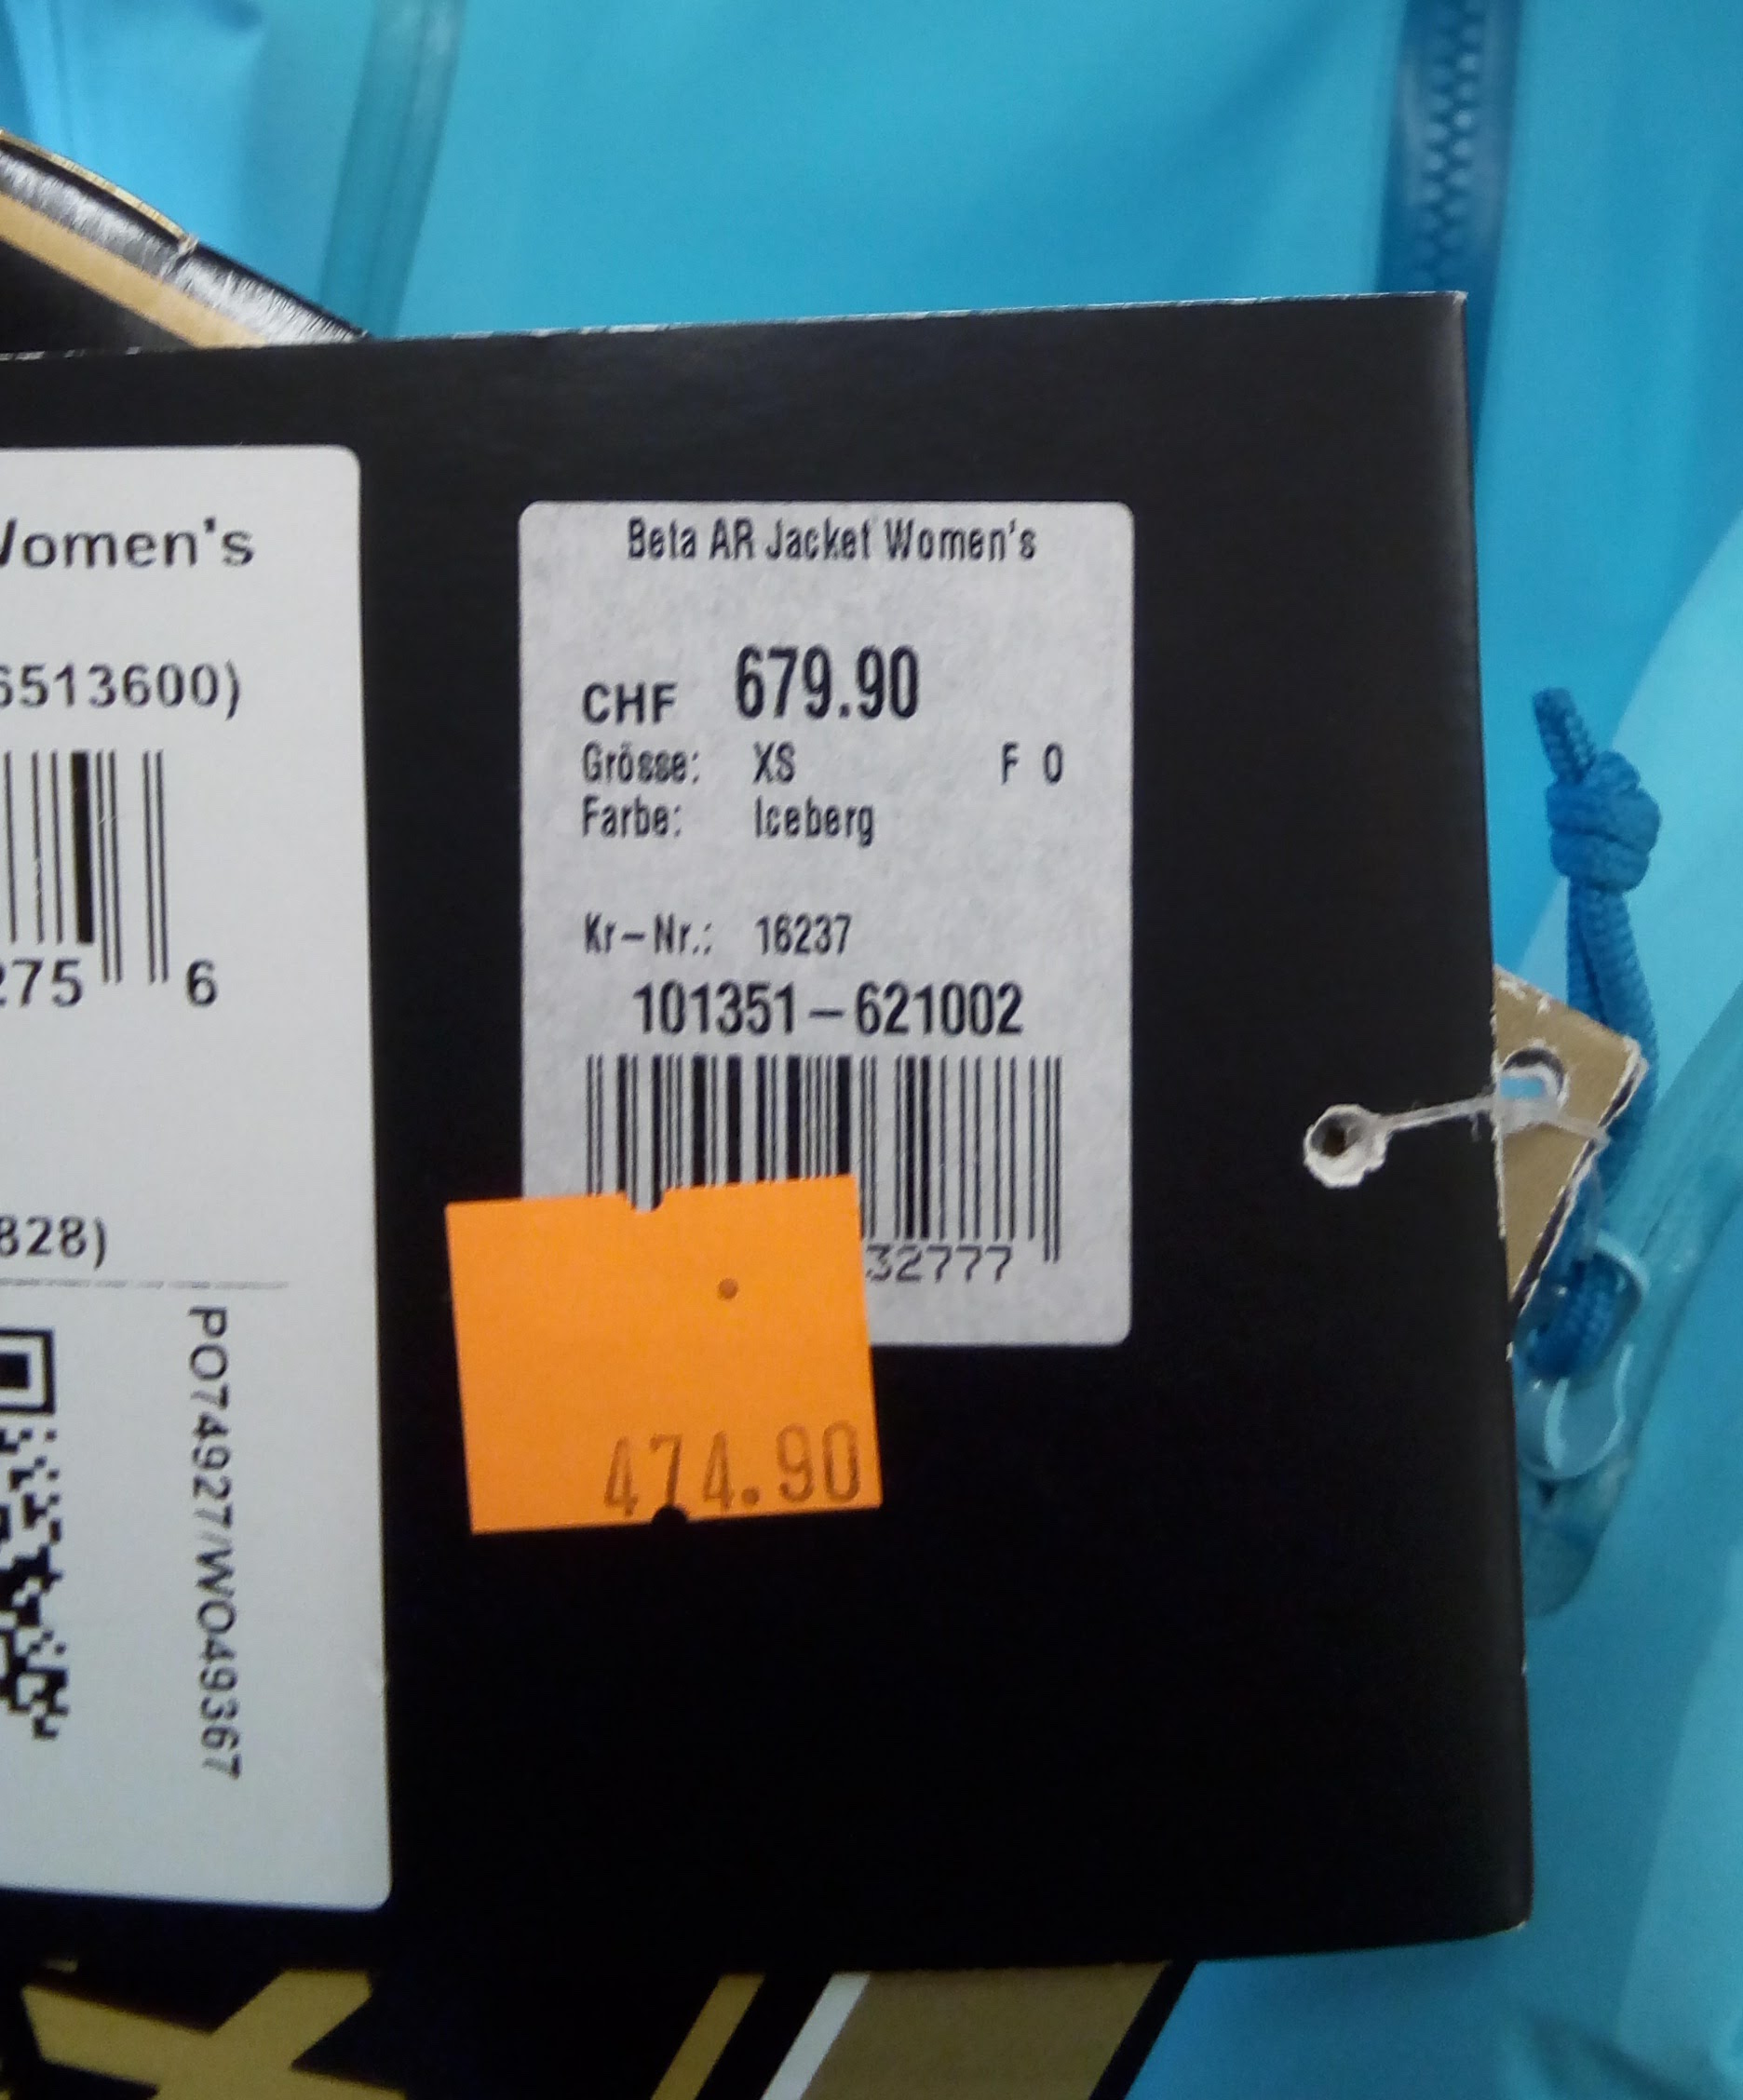 Women's
6513600)
275 6
828)
PO74927/WO49367
Beta AR Jacket Women's
CHF 679.90
Grösse: XS F 0
Farbe: Iceberg
Kr-Nr.: 16237
101351-621002
32777
474.90